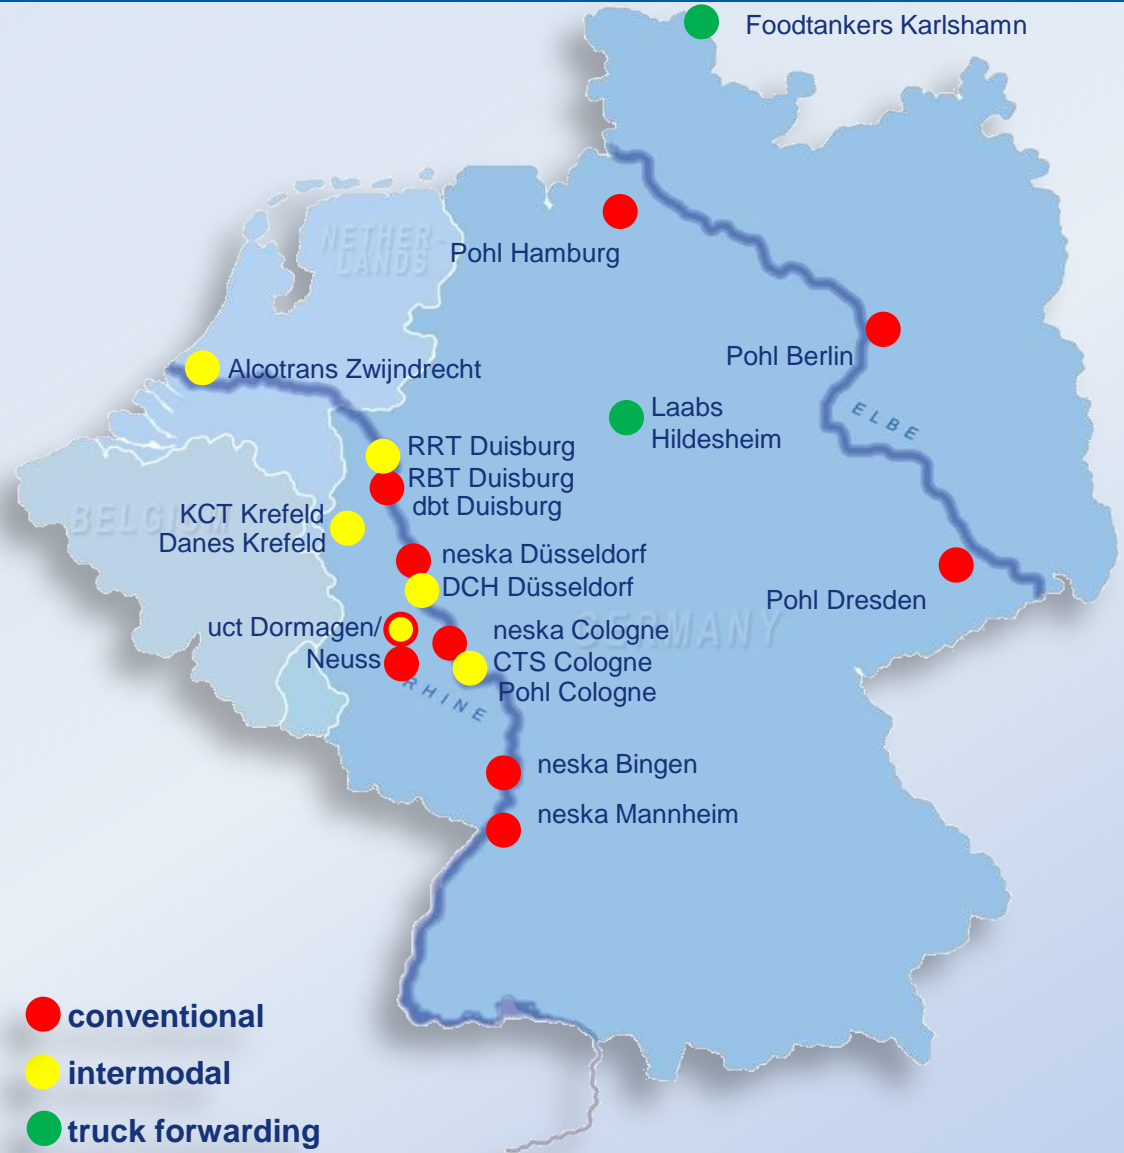 Foodtankers Karlshamn
NETHER-
LANDS
Pohl Hamburg
Pohl Berlin
Alcotrans Zwijndrecht
Laabs
Hildesheim
ELBE
RRT Duisburg
RBT Duisburg
dbt Duisburg
BELGIUM
KCT Krefeld
Danes Krefeld
neska Düsseldorf
DCH Düsseldorf
Pohl Dresden
GERMANY
uct Dormagen/
Neuss
neska Cologne
CTS Cologne
Pohl Cologne
RHINE
neska Bingen
neska Mannheim
conventional
intermodal
truck forwarding